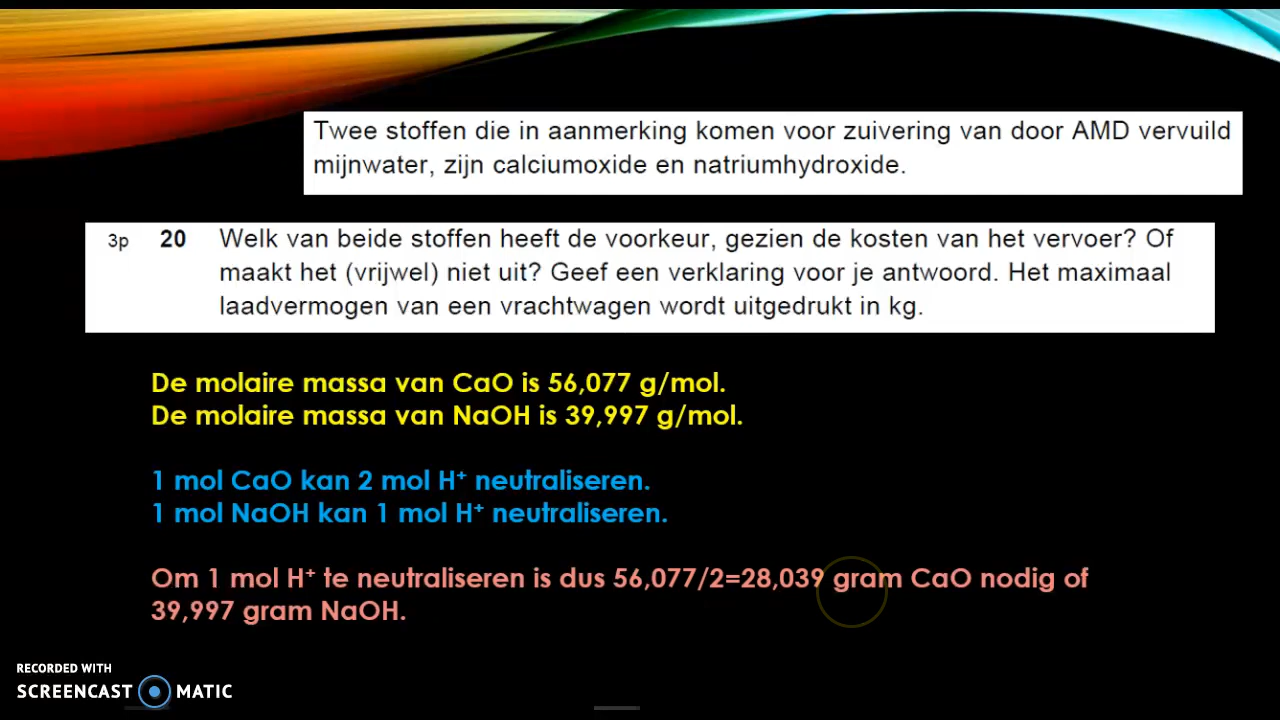 Twee stoffen die in aanmerking komen voor zuivering van door AMD vervuild
mijnwater, zijn calciumoxide en natriumhydroxide.
3p 20 Welk van beide stoffen heeft de voorkeur, gezien de kosten van het vervoer? Of
maakt het (vrijwel) niet uit? Geef een verklaring voor je antwoord. Het maximaal
laadvermogen van een vrachtwagen wordt uitgedrukt in kg.
De molaire massa van CaO is 56,077 g/mol.
De molaire massa van NaOH is 39,997 g/mol.
1 mol CaO kan 2 mol H⁺ neutraliseren.
1 mol NaOH kan 1 mol H⁺ neutraliseren.
Om 1 mol H⁺ te neutraliseren is dus 56,077/2=28,039 gram CaO nodig of
39,997 gram NaOH.
RECORDED WITH
SCREENCAST MATIC